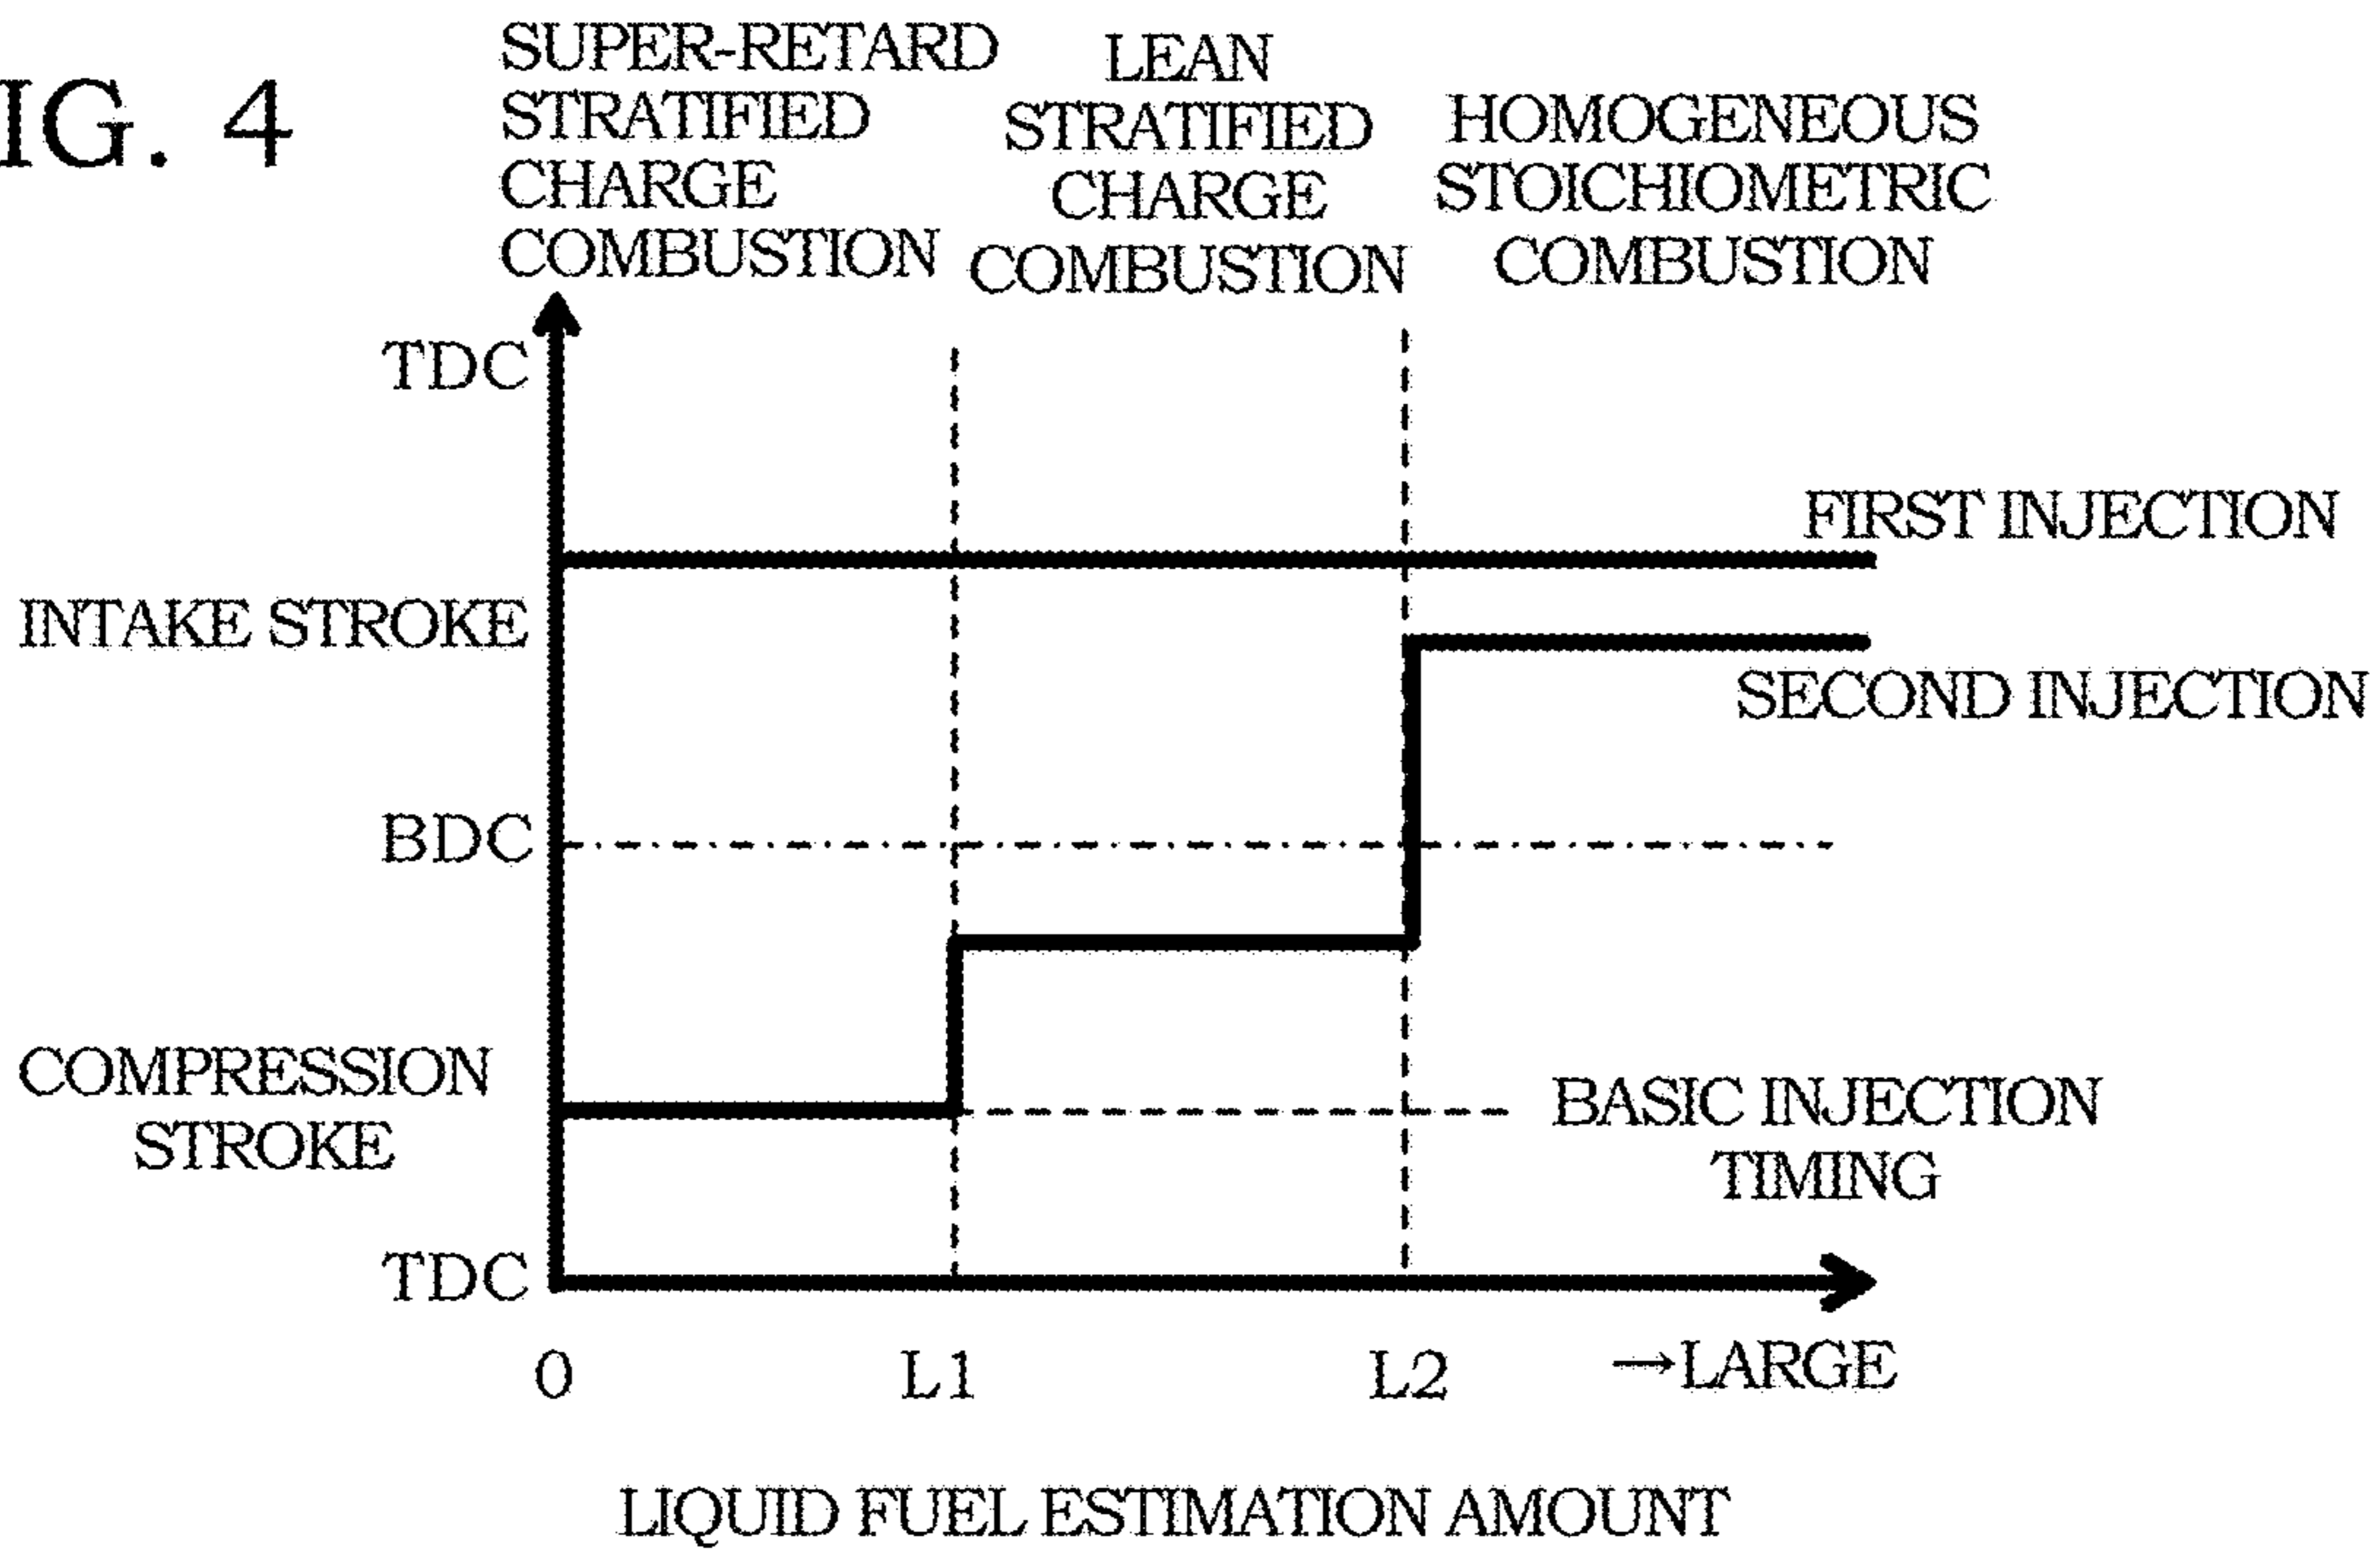 IG. 4
SUPER-RETARD
STRATIFIED
CHARGE
COMBUSTION
LEAN
STRATIFIED
CHARGE
COMBUSTION
HOMOGENEOUS
STOICHIOMETRIC
COMBUSTION
TDC
FIRST INJECTION
INTAKE STROKE
SECOND INJECTION
BDC
COMPRESSION
STROKE
BASIC INJECTION
TIMING
TDC
0 L1 L2 →LARGE
LIQUID FUEL ESTIMATION AMOUNT